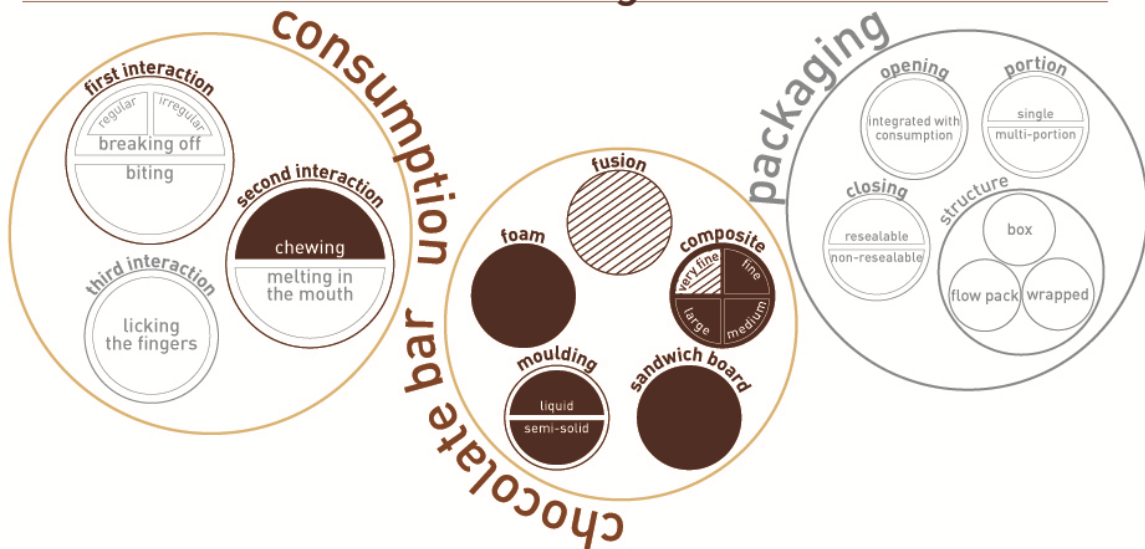 consumption
first interaction
regular
irregular
breaking off
biting
second interaction
chewing
melting in
the mouth
third interaction
licking
the fingers
chocolate bar
fusion
foam
composite
very fine
fine
large
medium
moulding
liquid
semi-solid
sandwich board
packaging
opening
integrated with
consumption
portion
single
multi-portion
closing
resealable
non-resealable
structure
box
flow pack
wrapped